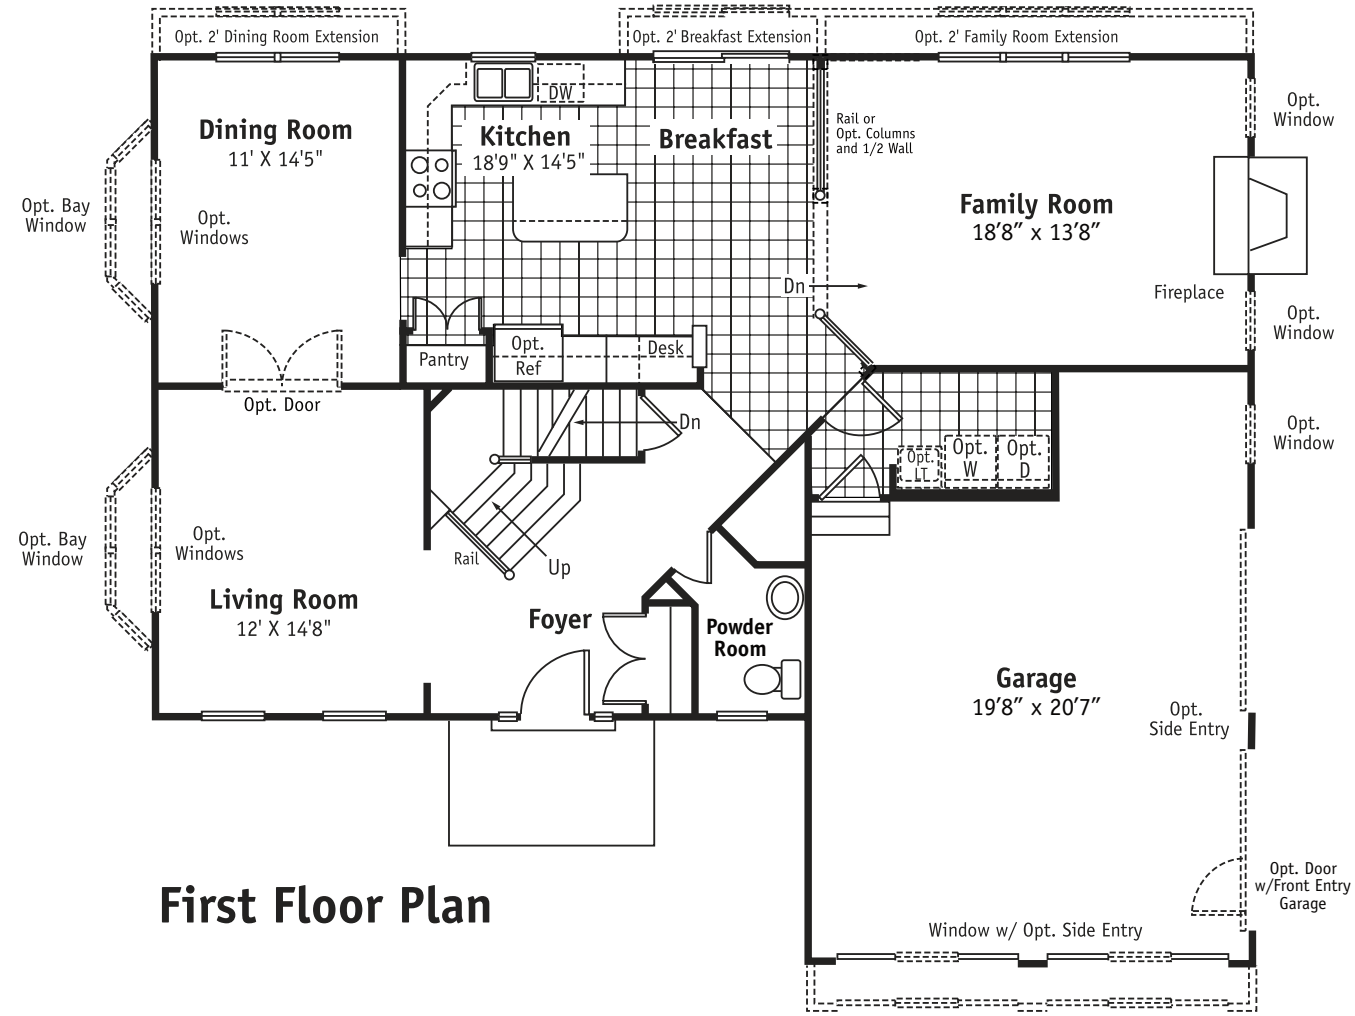 Opt. 2' Dining Room Extension
Opt. 2' Breakfast Extension
Opt. 2' Family Room Extension
DW
Opt.
Window
Rail or
Opt. Columns
and 1/2 Wall
Dining Room
11' X 14'5"
Kitchen
18'9" X 14'5"
Breakfast
Family Room
18'8" x 13'8"
Opt. Bay
Window
Opt.
Windows
Dn
Fireplace
Opt.
Window
Pantry
Opt.
Ref
Desk
Opt. Door
Dn
Opt.
Window
Opt.
LT
Opt.
W
Opt.
D
Opt. Bay
Window
Opt.
Windows
Rail
Up
Living Room
12' X 14'8"
Foyer
Powder
Room
Garage
19'8" x 20'7"
Opt.
Side Entry
Opt. Door
w/Front Entry
Garage
First Floor Plan
Window w/ Opt. Side Entry